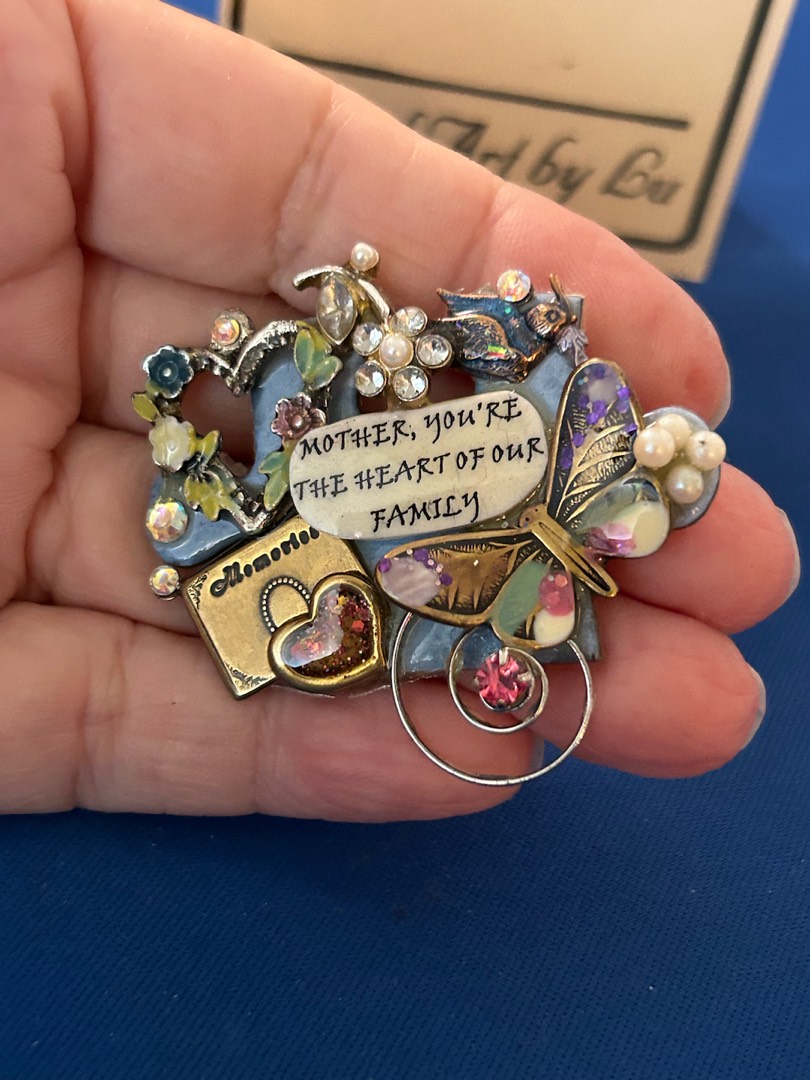 Art by Lu
MOTHER, YOU'RE
THE HEART OF OUR
FAMILY
Memories